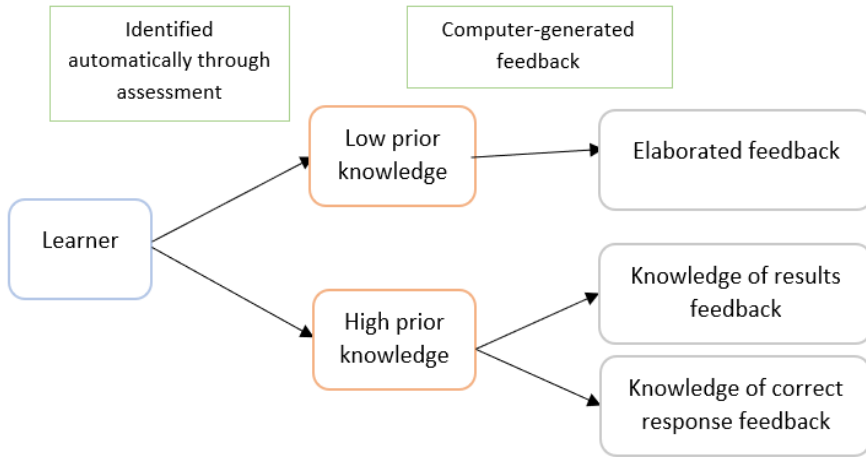 Identified
automatically through
assessment
Computer-generated
feedback
Learner
Low prior
knowledge
High prior
knowledge
Elaborated feedback
Knowledge of results
feedback
Knowledge of correct
response feedback